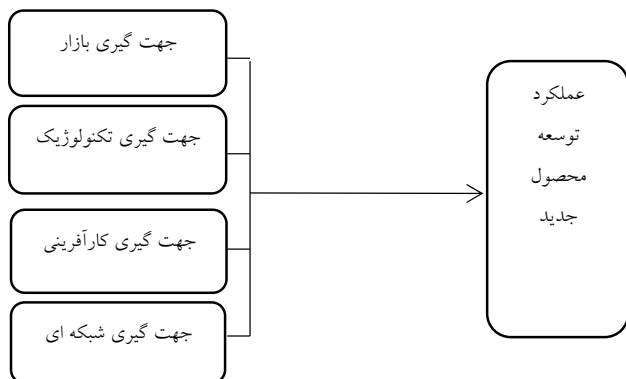 جهت گیری بازار
جهت گیری تکنولوژیک
جهت گیری کارآفرینی
جهت گیری شبکه ای
عملکرد
توسعه
محصول
جدید